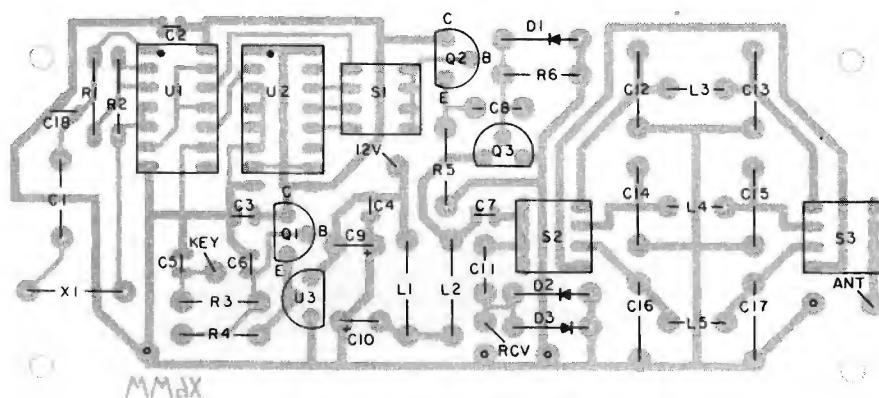 C2
C
D1
Q2
B
R1
R2
U1
U2
S1
R6
E
C12
L3
C13
C18
C8
12V
Q3
R5
C1
C14
C15
C
C3
C4
C7
L4
S2
S3
Q1
B
KEY
C9
+
C5
C6
E
C11
X1
R3
U3
L1
L2
D2
C16
C17
ANT
R4
+
C10
D3
L5
RCV
XbMM